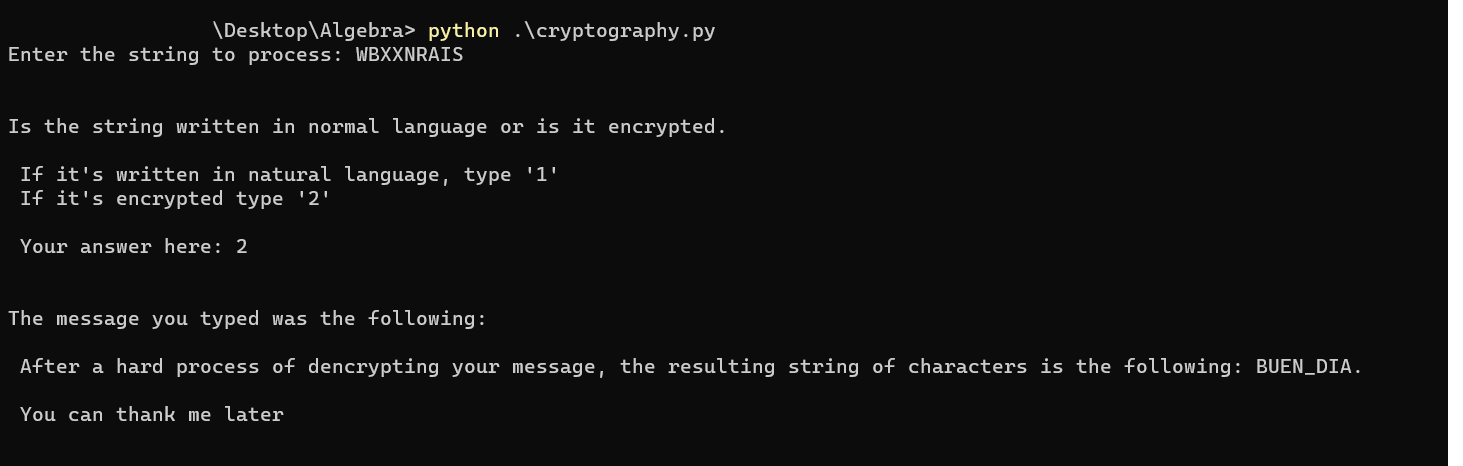 \Desktop\Algebra> python .\cryptography.py
Enter the string to process: WBXXNRAIS
Is the string written in normal language or is it encrypted.
If it's written in natural language, type '1'
If it's encrypted type '2'
Your answer here: 2
The message you typed was the following:
After a hard process of dencrypting your message, the resulting string of characters is the following: BUEN_DIA.
You can thank me later